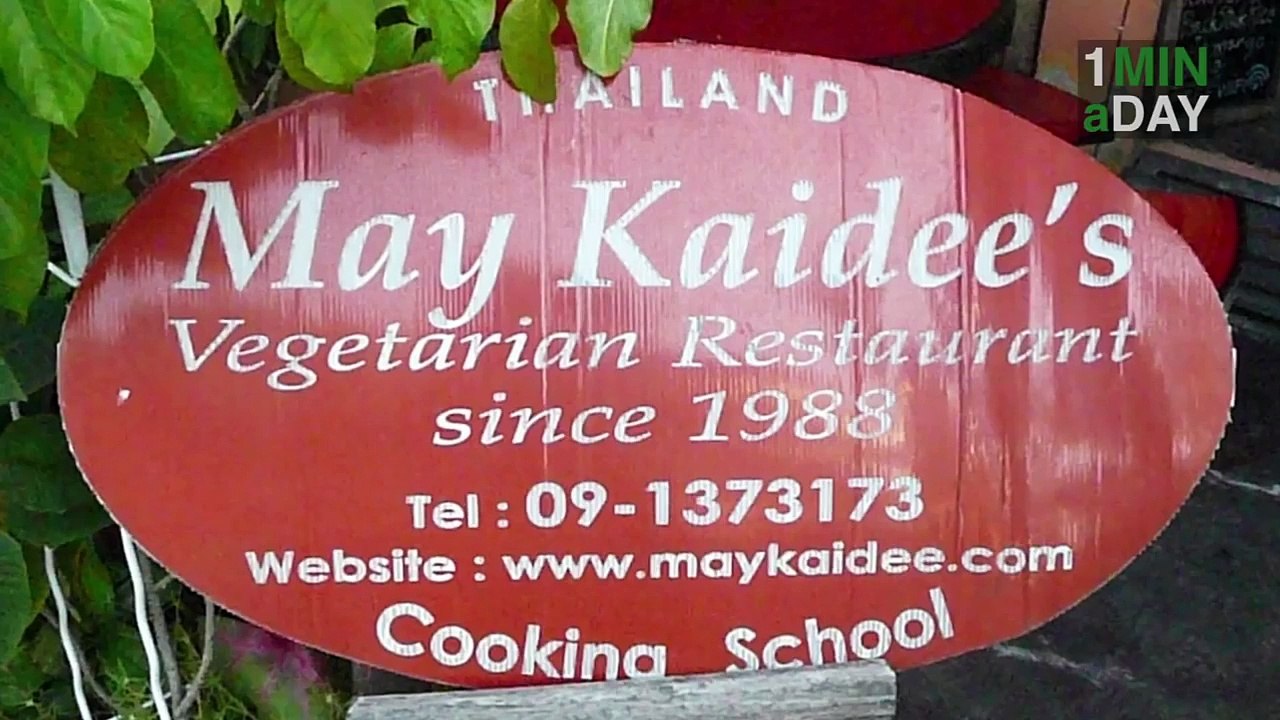 THAILAND
May Kaidee's
Vegetarian Restaurant
since 1988
Tel : 09-1373173
Website : www.maykaidee.com
Cooking School
1MIN
aDAY